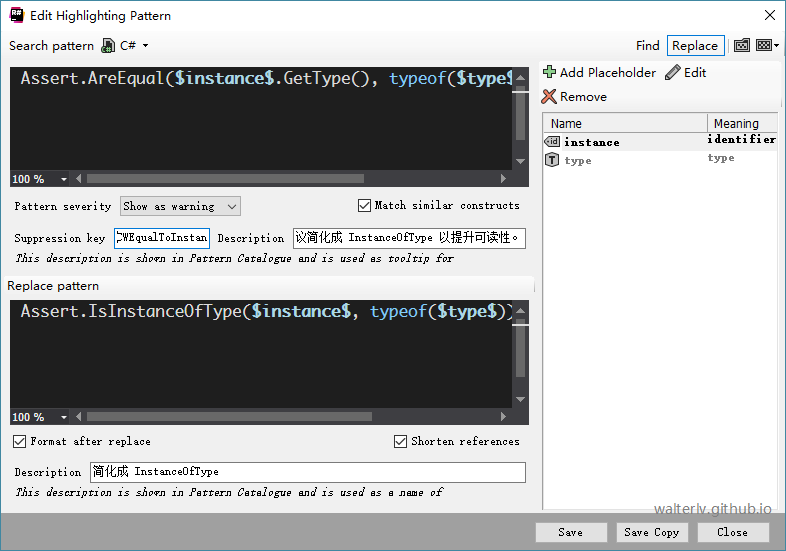 Edit Highlighting Pattern
Search pattern C#
Find Replace
Assert.AreEqual($instance$.GetType(), typeof($type$
100 %
Pattern severity Show as warning Match similar constructs
Suppression key CWEqualToInstan Description 议简化成 InstanceOfType 以提升可读性。
This description is shown in Pattern Catalogue and is used as tooltip for
Replace pattern
Assert.IsInstanceOfType($instance$, typeof($type$))
100 %
Format after replace Shorten references
Description 简化成 InstanceOfType
This description is shown in Pattern Catalogue and is used as a name of
Add Placeholder Edit
Remove
Name Meaning
instance identifier
type type
walterlv.github.io
Save Save Copy Close